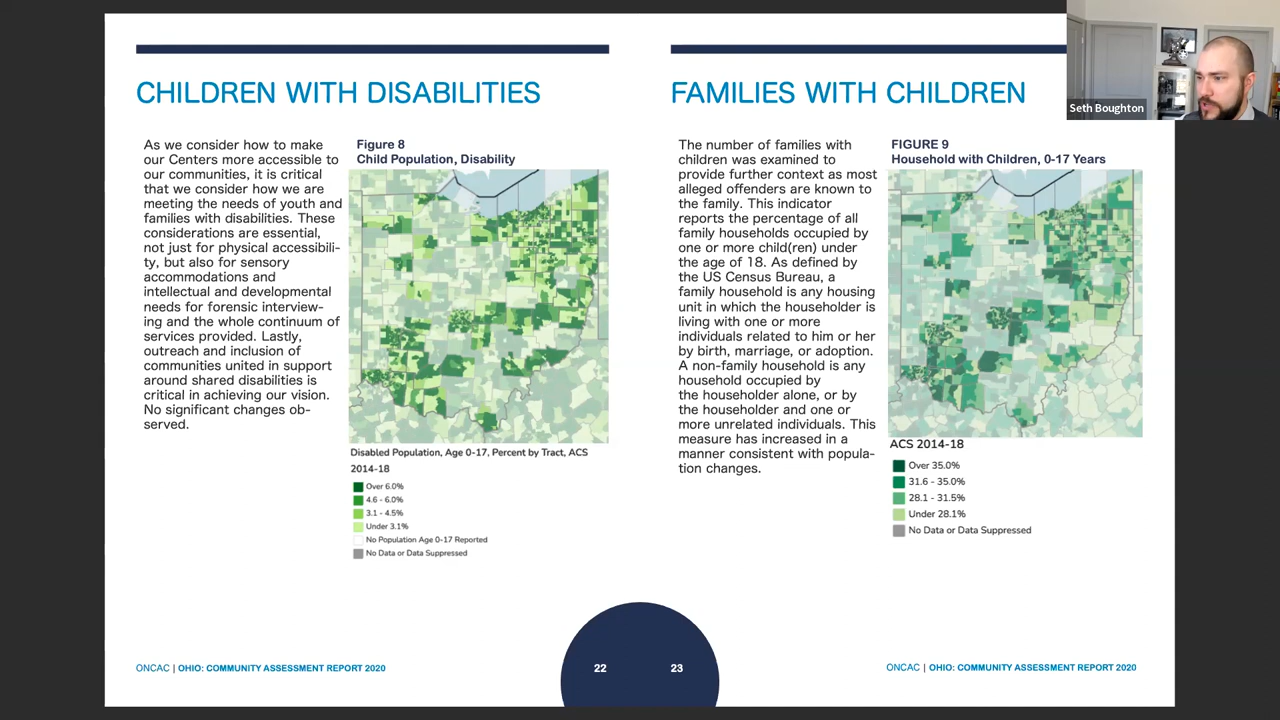 CHILDREN WITH DISABILITIES
As we consider how to make
our Centers more accessible to
our communities, it is critical
that we consider how we are
meeting the needs of youth and
families with disabilities. These
considerations are essential,
not just for physical accessibili-
ty, but also for sensory
accommodations and
intellectual and developmental
needs for forensic interview-
ing and the whole continuum of
services provided. Lastly,
outreach and inclusion of
communities united in support
around shared disabilities is
critical in achieving our vision.
No significant changes ob-
served.
Figure 8
Child Population, Disability
Disabled Population, Age 0-17, Percent by Tract, ACS
2014-18
Over 6.0%
4.6 - 6.0%
3.1 - 4.5%
Under 3.1%
No Population Age 0-17 Reported
No Data or Data Suppressed
ONCAC | OHIO: COMMUNITY ASSESSMENT REPORT 2020
22
FAMILIES WITH CHILDREN
The number of families with
children was examined to
provide further context as most
alleged offenders are known to
the family. This indicator
reports the percentage of all
family households occupied by
one or more child(ren) under
the age of 18. As defined by
the US Census Bureau, a
family household is any housing
unit in which the householder is
living with one or more
individuals related to him or her
by birth, marriage, or adoption.
A non-family household is any
household occupied by
the householder alone, or by
the householder and one or
more unrelated individuals. This
measure has increased in a
manner consistent with popula-
tion changes.
FIGURE 9
Household with Children, 0-17 Years
ACS 2014-18
Over 35.0%
31.6 - 35.0%
28.1 - 31.5%
Under 28.1%
No Data or Data Suppressed
23
ONCAC | OHIO: COMMUNITY ASSESSMENT REPORT 2020
Seth Boughton